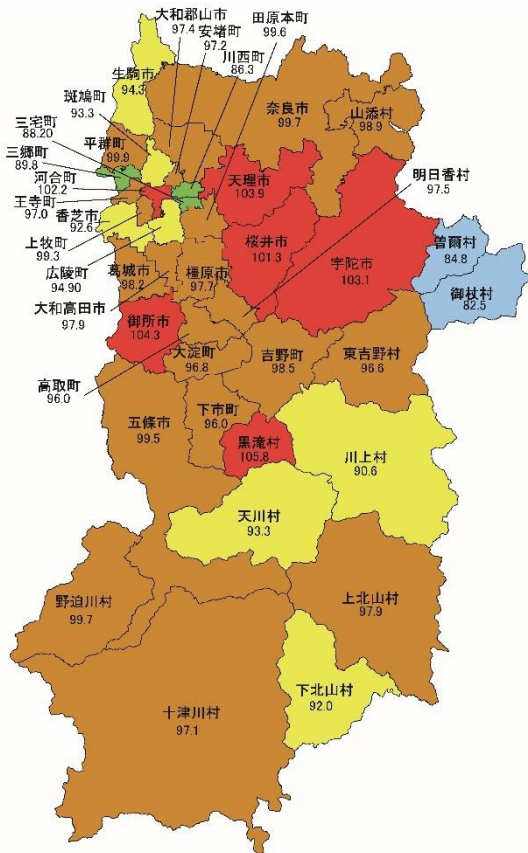 大和郡山市
97.4
安堵町
97.2
川西町
86.3
田原本町
99.6
生駒市
94.3
斑鳩町
93.3
奈良市
99.7
山添村
98.9
三宅町
88.20
平群町
99.9
三郷町
89.8
河合町
102.2
王寺町
97.0
香芝市
92.6
天理市
103.9
明日香村
97.5
上牧町
99.3
広陵町
94.90
葛城市
98.2
橿原市
97.7
桜井市
101.3
宇陀市
103.1
曽爾村
84.8
御杖村
82.5
大和高田市
97.9
御所市
104.3
大淀町
96.8
吉野町
98.5
東吉野村
96.6
高取町
96.0
五條市
99.5
下市町
96.0
黒滝村
105.8
川上村
90.6
天川村
93.3
野迫川村
99.7
上北山村
97.9
下北山村
92.0
十津川村
97.1